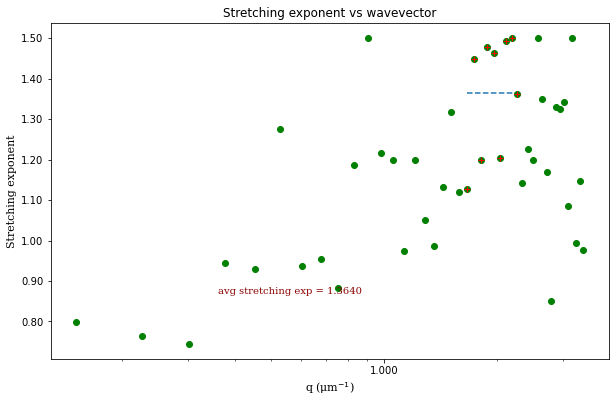 Stretching exponent vs wavevector
1.50
1.40
1.30
1.20
1.10
1.00
0.90
0.80
Stretching exponent
avg stretching exp = 1.3640
1.000
q (μm⁻¹)